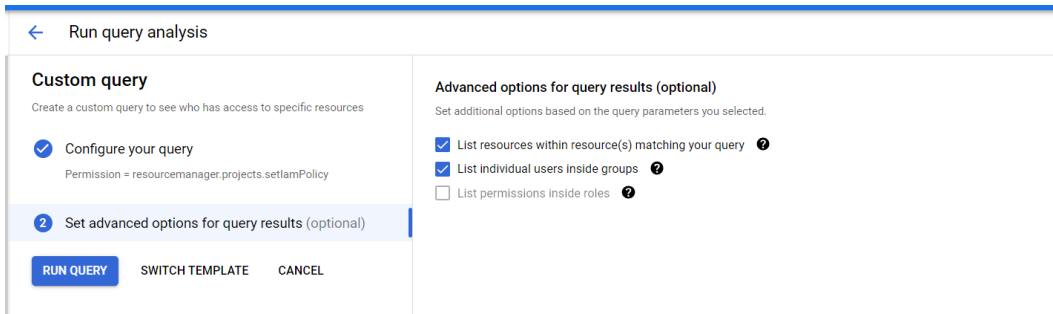 Run query analysis
Custom query
Create a custom query to see who has access to specific resources
Configure your query
Permission = resourcemanager.projects.setIamPolicy
2 Set advanced options for query results (optional)
RUN QUERY SWITCH TEMPLATE CANCEL
Advanced options for query results (optional)
Set additional options based on the query parameters you selected.
List resources within resource(s) matching your query ?
List individual users inside groups ?
List permissions inside roles ?